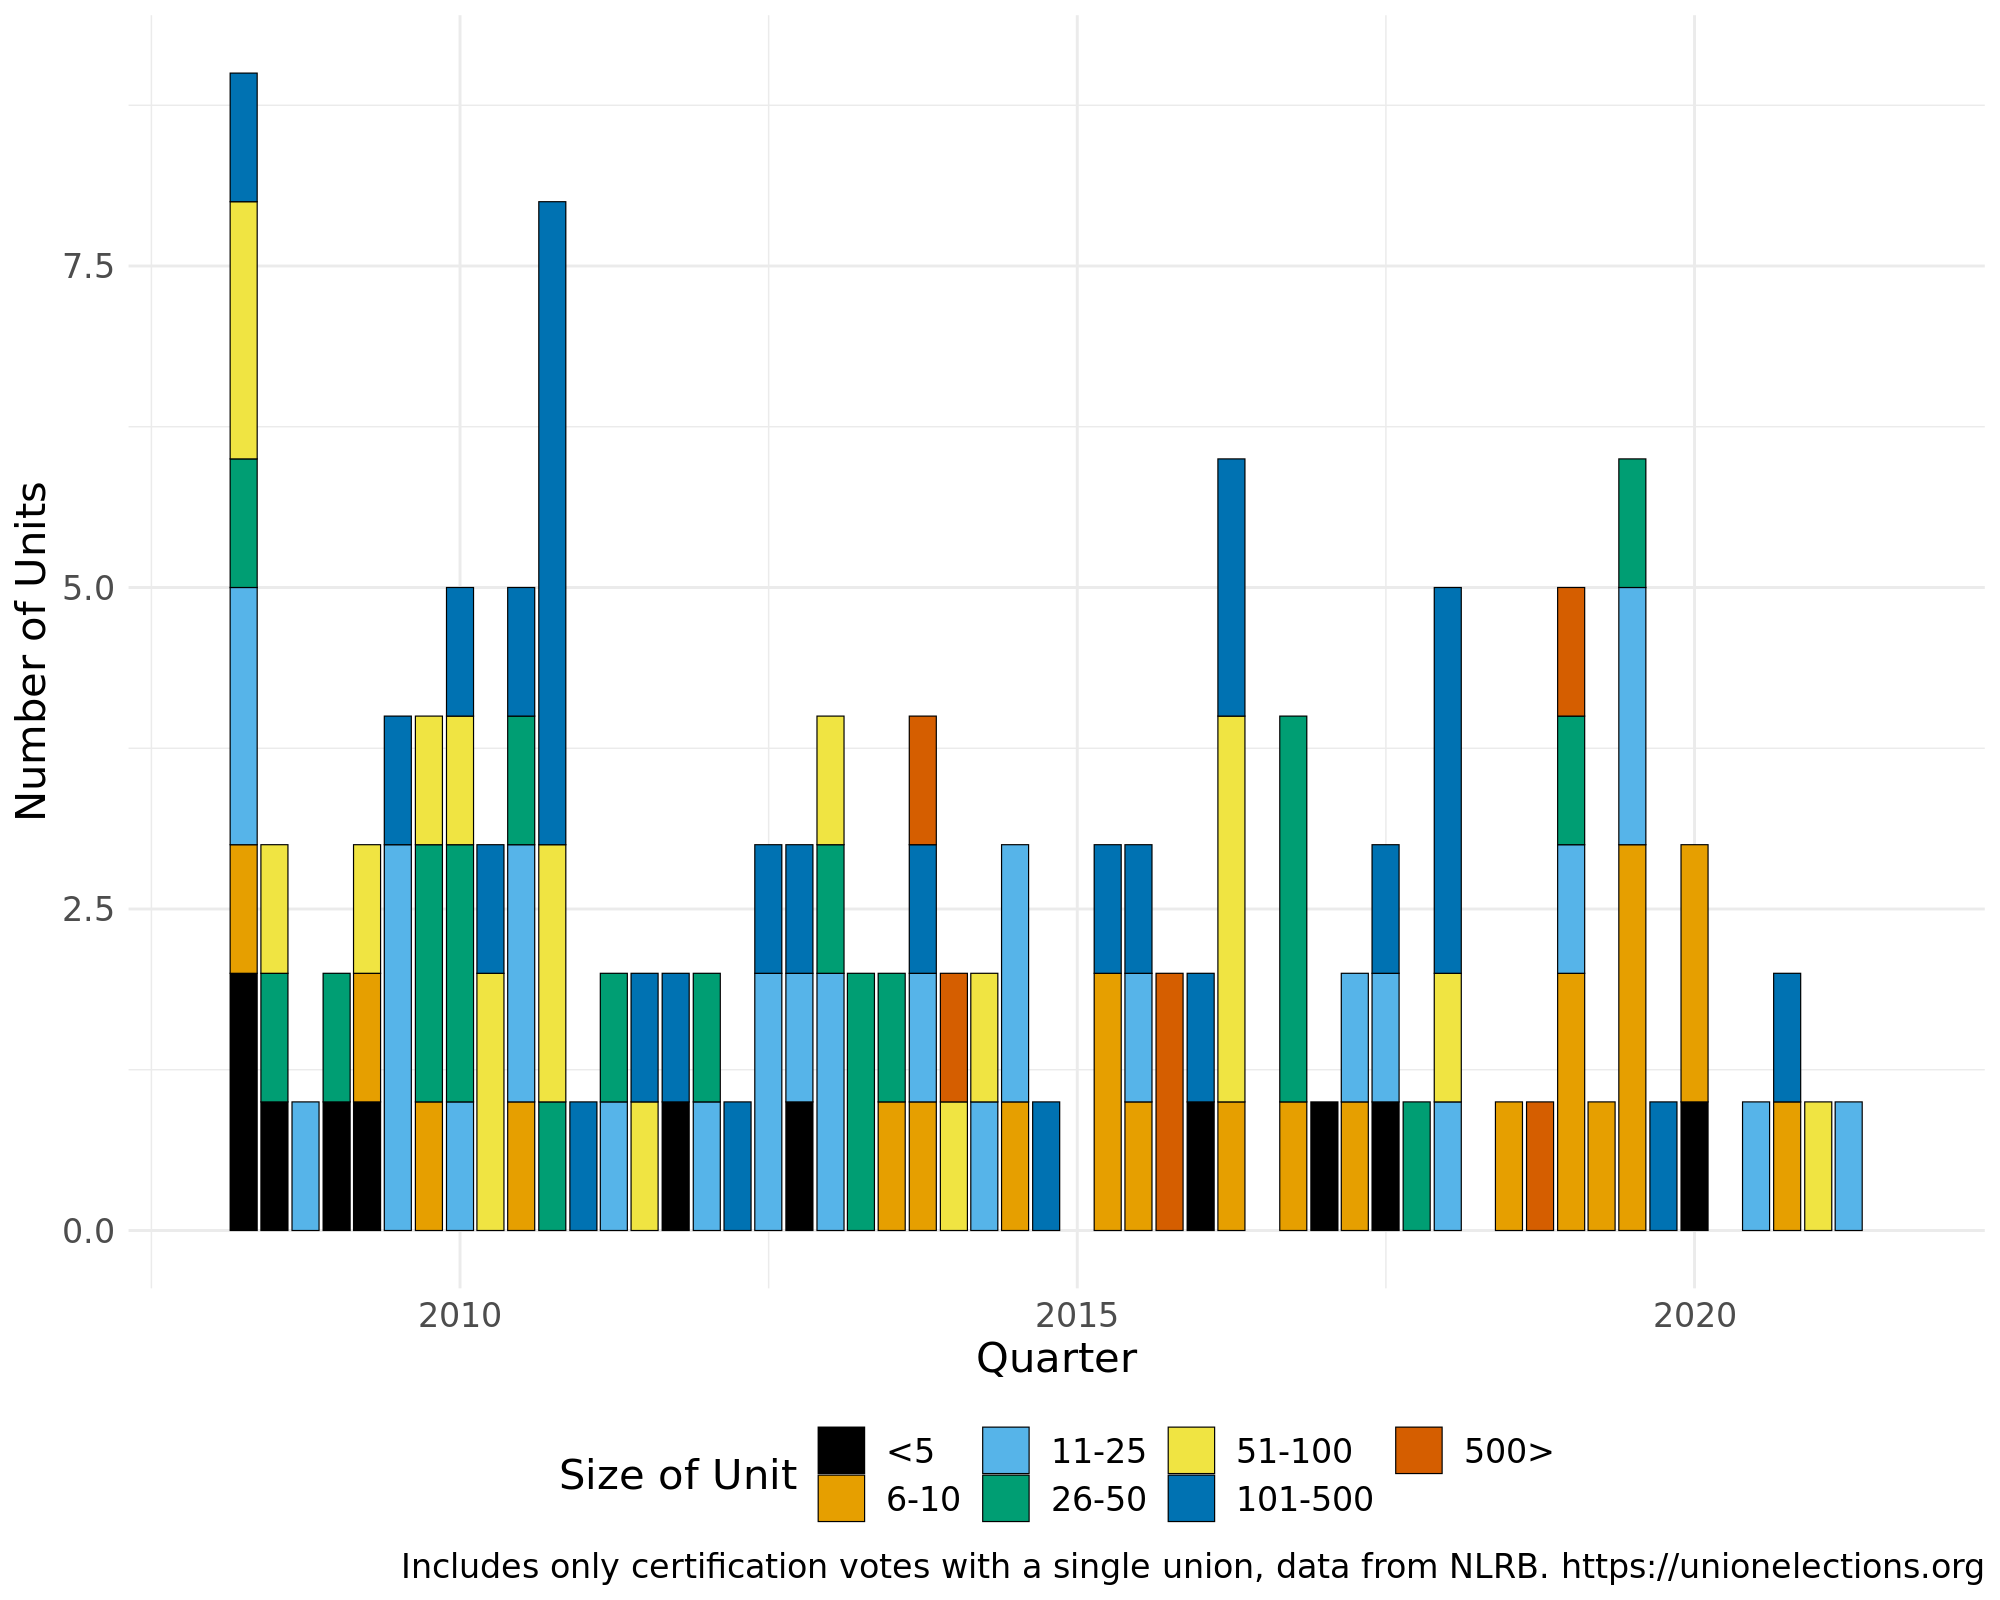 Number of Units
7.5
5.0
2.5
0.0
2010 2015 2020
Quarter
Size of Unit
<5 11-25 51-100 500>
6-10 26-50 101-500
Includes only certification votes with a single union, data from NLRB. https://unionelections.org